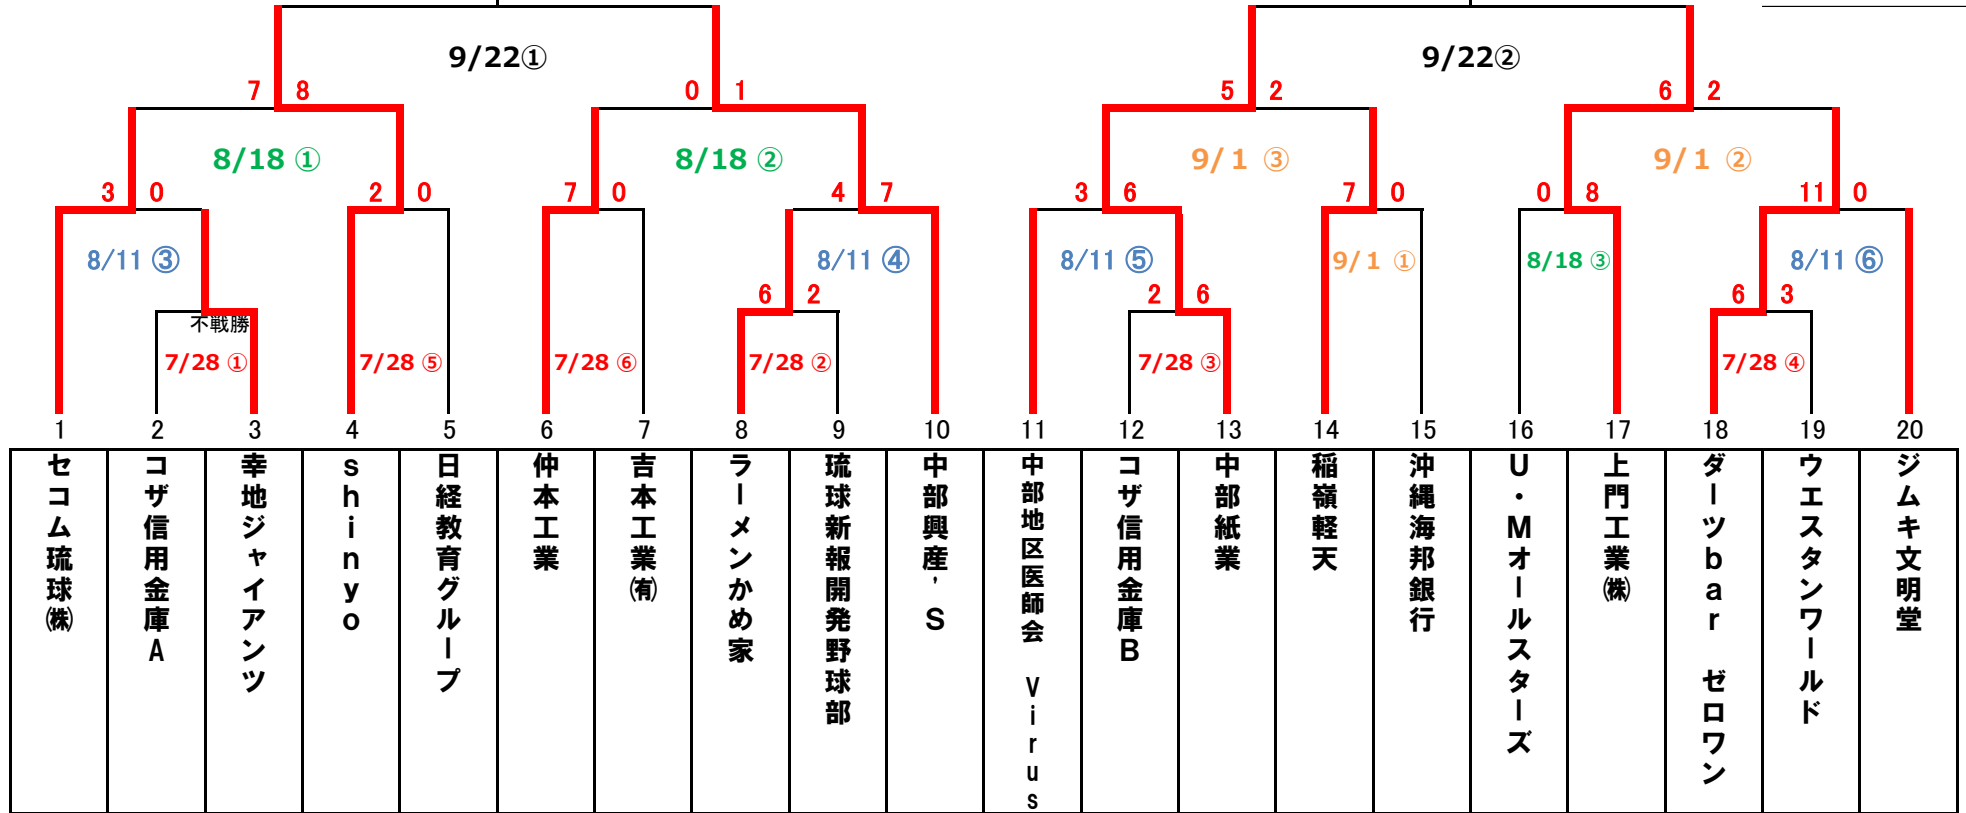 9/22① 9/22②
7 8 0 1 5 2 6 2
8/18 ① 8/18 ② 9/ 1 ③ 9/ 1 ②
3 0 2 0 7 0 4 7 3 6 7 0 0 8 11 0
8/11 ③ 8/11 ④ 8/11 ⑤ 9/ 1 ① 8/18 ③ 8/11 ⑥
6 2 2 6 6 3
不戦勝
7/28 ① 7/28 ⑤ 7/28 ⑥ 7/28 ② 7/28 ③ 7/28 ④
1 2 3 4 5 6 7 8 9 10 11 12 13 14 15 16 17 18 19 20
セコム琉球㈱
コザ信用金庫A
幸地ジャイアンツ
shinyo
日経教育グループ
仲本工業
吉本工業㈲
ラーメンかめ家
琉球新報開発野球部
中部興産’S
中部地区医師会 Virus
コザ信用金庫B
中部紙業
稲嶺軽天
沖縄海邦銀行
U・Mオールスターズ
上門工業㈱
ダーツbar ゼロワン
ウエスタンワールド
ジムキ文明堂